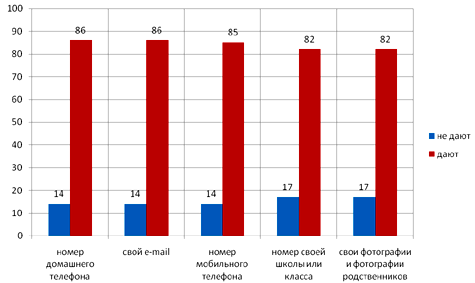 100
90
80
70
60
50
40
30
20
10
0
14 86
14 86
14 85
17 82
17 82
номер
домашнего
телефона
свой e-mail
номер
мобильного
телефона
номер своей
школы или
класса
свои фотографии
и фотографии
родственников
не дают
дают